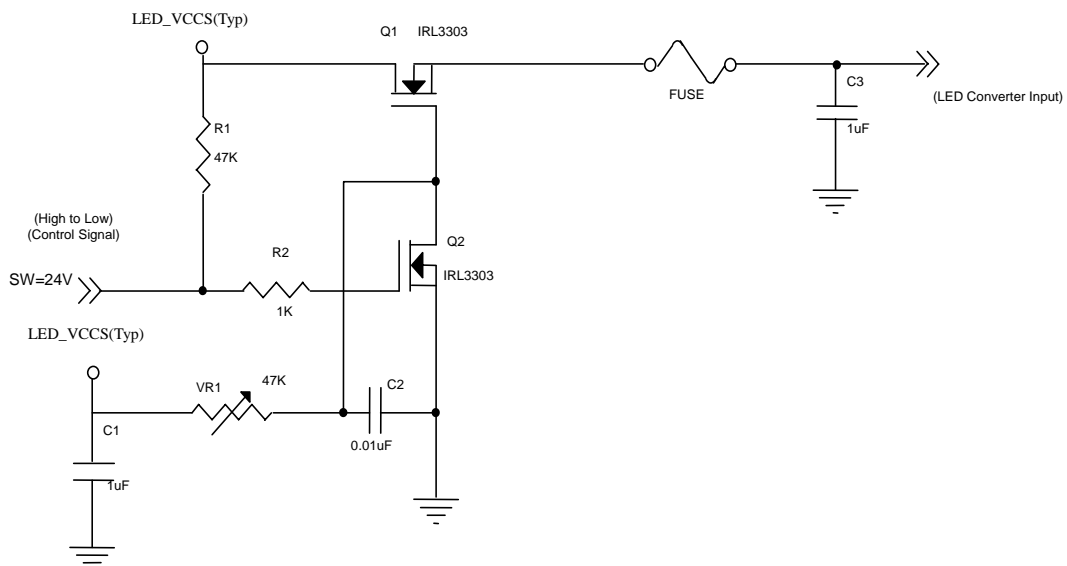 LED_VCCS(Typ)
Q1 IRL3303
FUSE
C3
1uF
(LED Converter Input)
R1
47K
(High to Low)
(Control Signal)
SW=24V
R2
1K
Q2
IRL3303
LED_VCCS(Typ)
VR1
47K
C2
0.01uF
C1
1uF